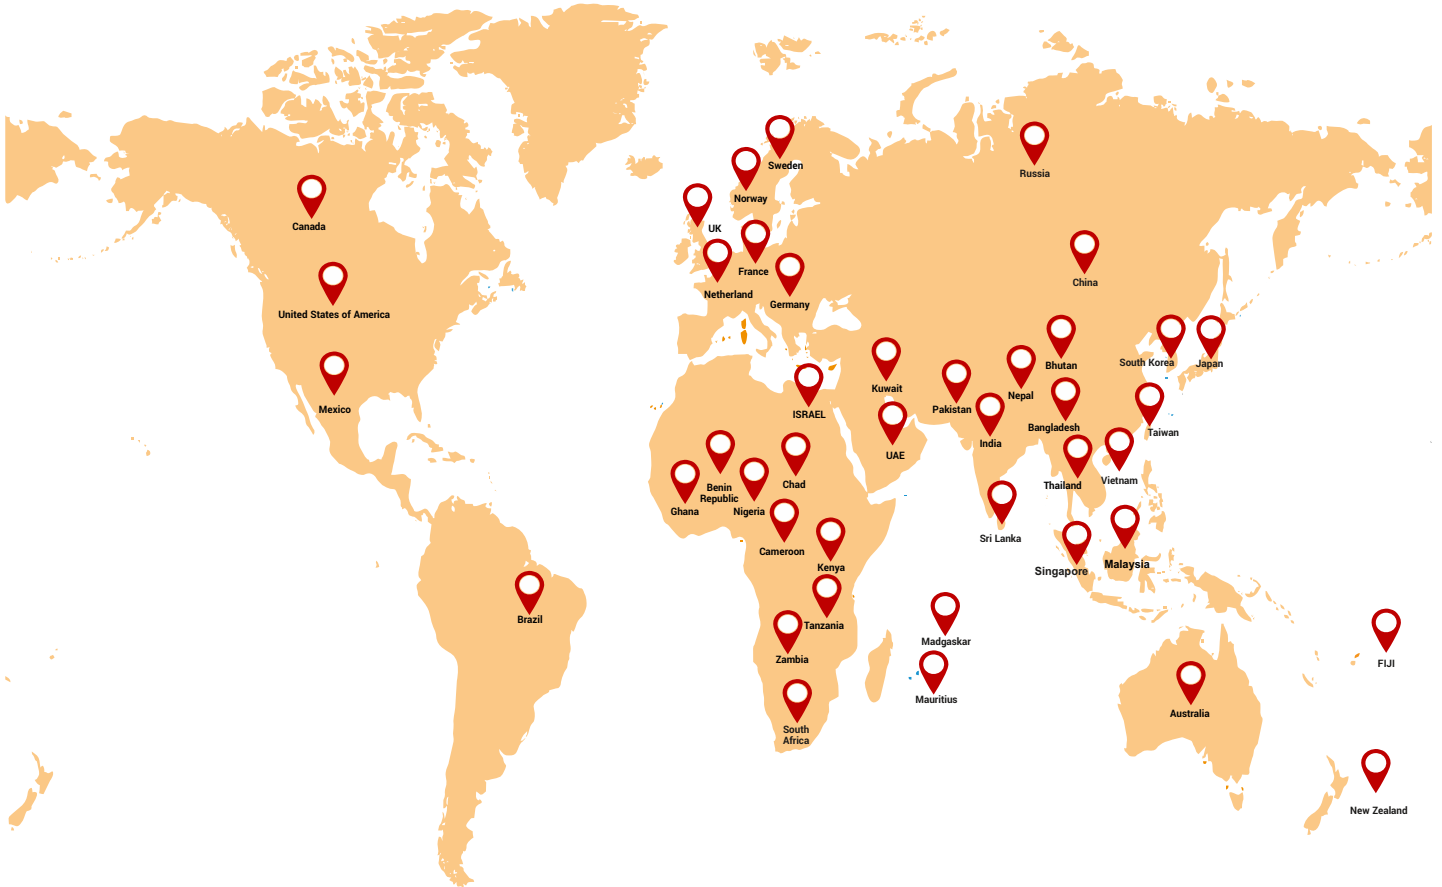 Sweden
Russia
Norway
Canada
UK
France
China
Netherland
Germany
United States of America
South Korea
Japan
Bhutan
Kuwait
Nepal
Pakistan
Mexico
ISRAEL
Bangladesh
Taiwan
India
UAE
Vietnam
Chad
Thailand
Benin
Republic
Ghana
Nigeria
Sri Lanka
Cameroon
Malaysia
Kenya
Singapore
Brazil
Tanzania
Madgaskar
Zambia
FIJI
Mauritius
Australia
South
Africa
New Zealand